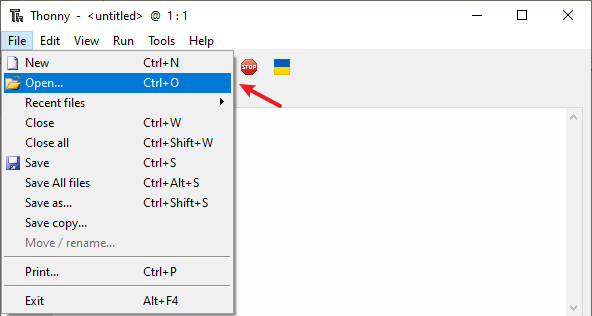 Thonny - <untitled> @ 1 : 1
File Edit View Run Tools Help
New Ctrl+N
STOP
Open... Ctrl+O
Recent files
Close Ctrl+W
Close all Ctrl+Shift+W
Save Ctrl+S
Save All files Ctrl+Alt+S
Save as... Ctrl+Shift+S
Save copy...
Move / rename...
Print... Ctrl+P
Exit Alt+F4